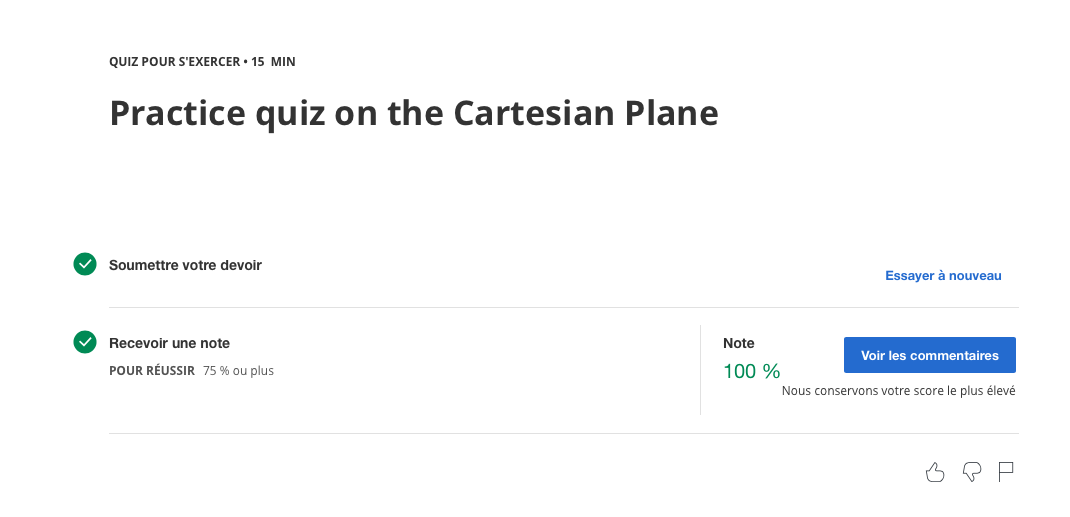 QUIZ POUR S'EXERCER • 15 MIN
Practice quiz on the Cartesian Plane
Soumettre votre devoir
Essayer à nouveau
Recevoir une note
POUR RÉUSSIR 75 % ou plus
Note
100 %
Voir les commentaires
Nous conservons votre score le plus élevé